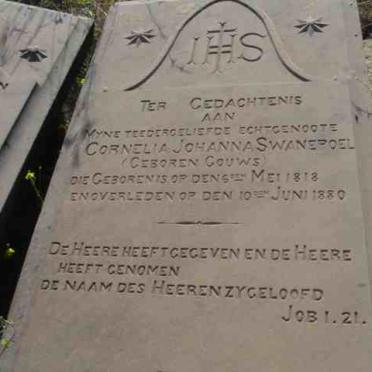 IHS
TER GEDACHTENIS
AAN
MYNE TEEDERGELIEFDE ECHTGENOOTE
CORNELIA JOHANNA SWANEPOEL
(GEBOREN GOUWS)
DIE GEBOREN IS OP DEN 6DEN MEI 1818
EN OVERLEDEN OP DEN 10DEN JUNI 1880
DE HEERE HEEFT GEGEVEN EN DE HEERE
HEEFT GENOMEN
DE NAAM DES HEEREN ZY GELOOFD
JOB 1. 21.